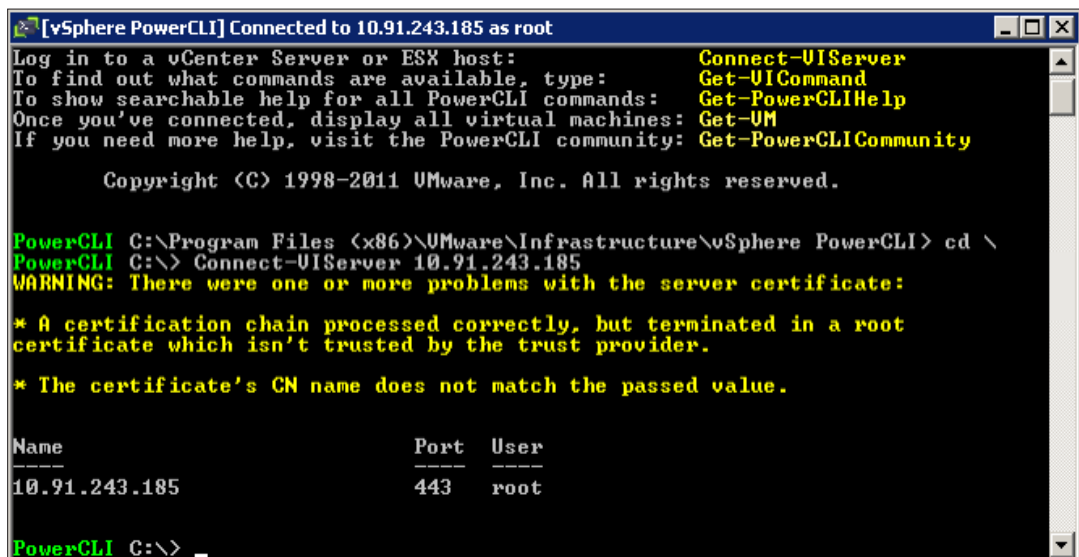 [vSphere PowerCLI] Connected to 10.91.243.185 as root
Log in to a vCenter Server or ESX host: Connect-VIServer
To find out what commands are available, type: Get-VICommand
To show searchable help for all PowerCLI commands: Get-PowerCLIHelp
Once you've connected, display all virtual machines: Get-VM
If you need more help, visit the PowerCLI community: Get-PowerCLICommunity
Copyright (C) 1998-2011 VMware, Inc. All rights reserved.
PowerCLI C:\Program Files (x86)\VMware\Infrastructure\vSphere PowerCLI> cd \
PowerCLI C:\> Connect-VIServer 10.91.243.185
WARNING: There were one or more problems with the server certificate:
* A certification chain processed correctly, but terminated in a root
certificate which isn't trusted by the trust provider.
* The certificate's CN name does not match the passed value.
Name Port User
---- ---- ----
10.91.243.185 443 root
PowerCLI C:\> _